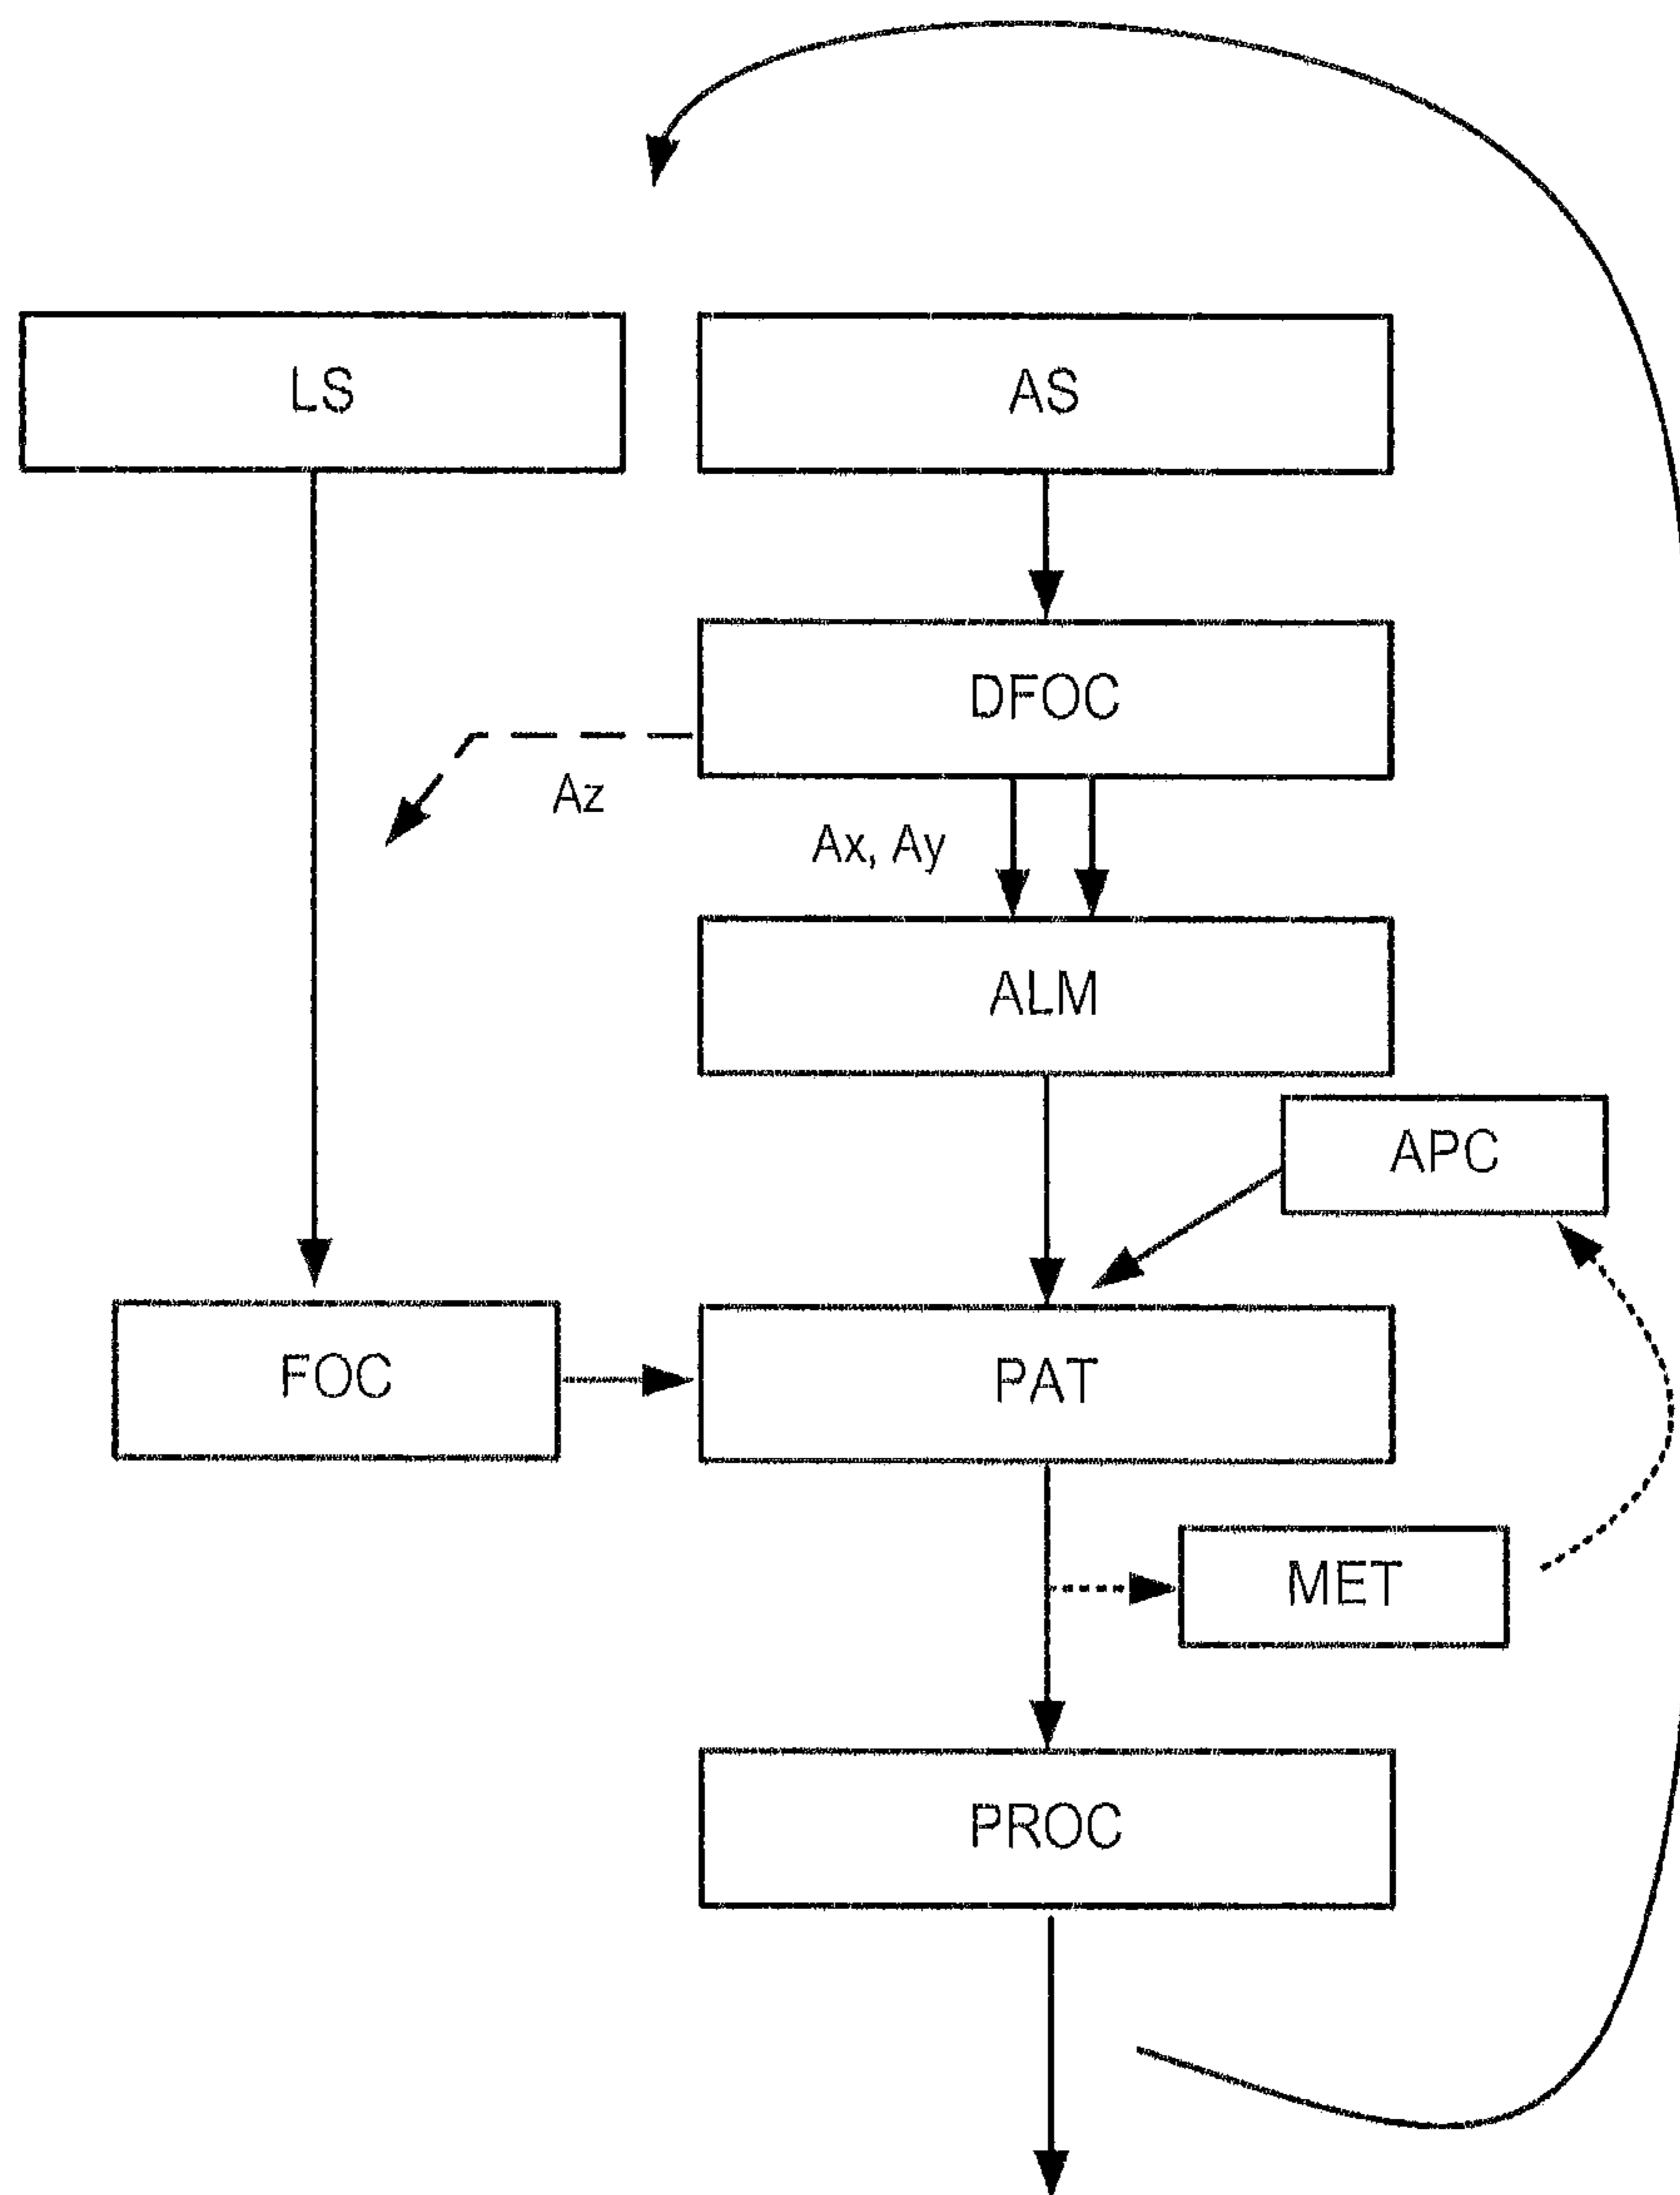 LS
AS
DFOC
Az
Ax, Ay
ALM
APC
FOC
PAT
MET
PROC